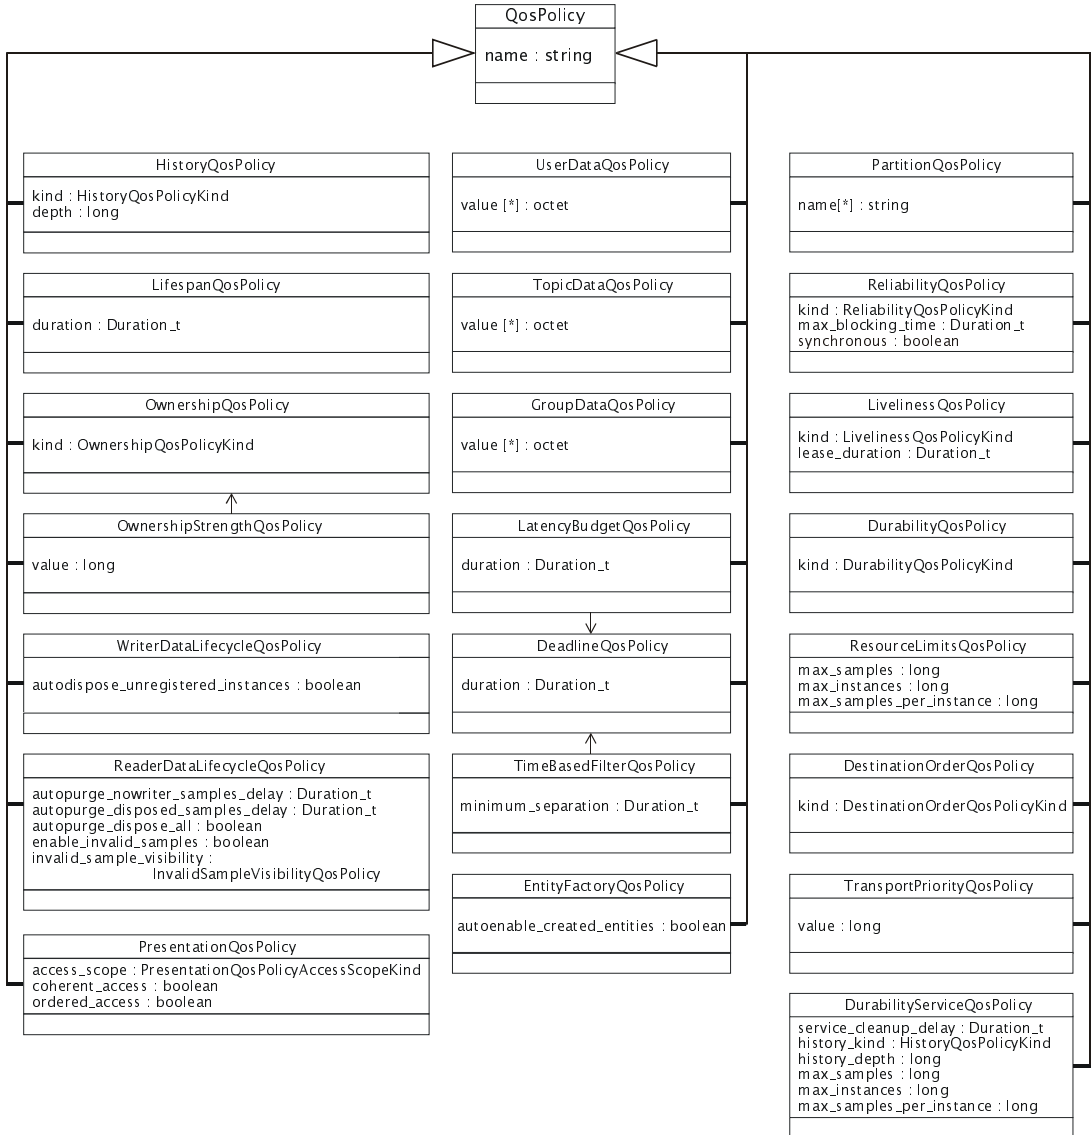 QosPolicy
name : string
HistoryQosPolicy
kind : HistoryQosPolicyKind
depth : long
LifespanQosPolicy
duration : Duration_t
OwnershipQosPolicy
kind : OwnershipQosPolicyKind
OwnershipStrengthQosPolicy
value : long
WriterDataLifecycleQosPolicy
autodispose_unregistered_instances : boolean
ReaderDataLifecycleQosPolicy
autopurge_nowriter_samples_delay : Duration_t
autopurge_disposed_samples_delay : Duration_t
autopurge_dispose_all : boolean
enable_invalid_samples : boolean
invalid_sample_visibility :
InvalidSampleVisibilityQosPolicy
PresentationQosPolicy
access_scope : PresentationQosPolicyAccessScopeKind
coherent_access : boolean
ordered_access : boolean
UserDataQosPolicy
value [*] : octet
TopicDataQosPolicy
value [*] : octet
GroupDataQosPolicy
value [*] : octet
LatencyBudgetQosPolicy
duration : Duration_t
DeadlineQosPolicy
duration : Duration_t
TimeBasedFilterQosPolicy
minimum_separation : Duration_t
EntityFactoryQosPolicy
autoenable_created_entities : boolean
PartitionQosPolicy
name[*] : string
ReliabilityQosPolicy
kind : ReliabilityQosPolicyKind
max_blocking_time : Duration_t
synchronous : boolean
LivelinessQosPolicy
kind : LivelinessQosPolicyKind
lease_duration : Duration_t
DurabilityQosPolicy
kind : DurabilityQosPolicyKind
ResourceLimitsQosPolicy
max_samples : long
max_instances : long
max_samples_per_instance : long
DestinationOrderQosPolicy
kind : DestinationOrderQosPolicyKind
TransportPriorityQosPolicy
value : long
DurabilityServiceQosPolicy
service_cleanup_delay : Duration_t
history_kind : HistoryQosPolicyKind
history_depth : long
max_samples : long
max_instances : long
max_samples_per_instance : long